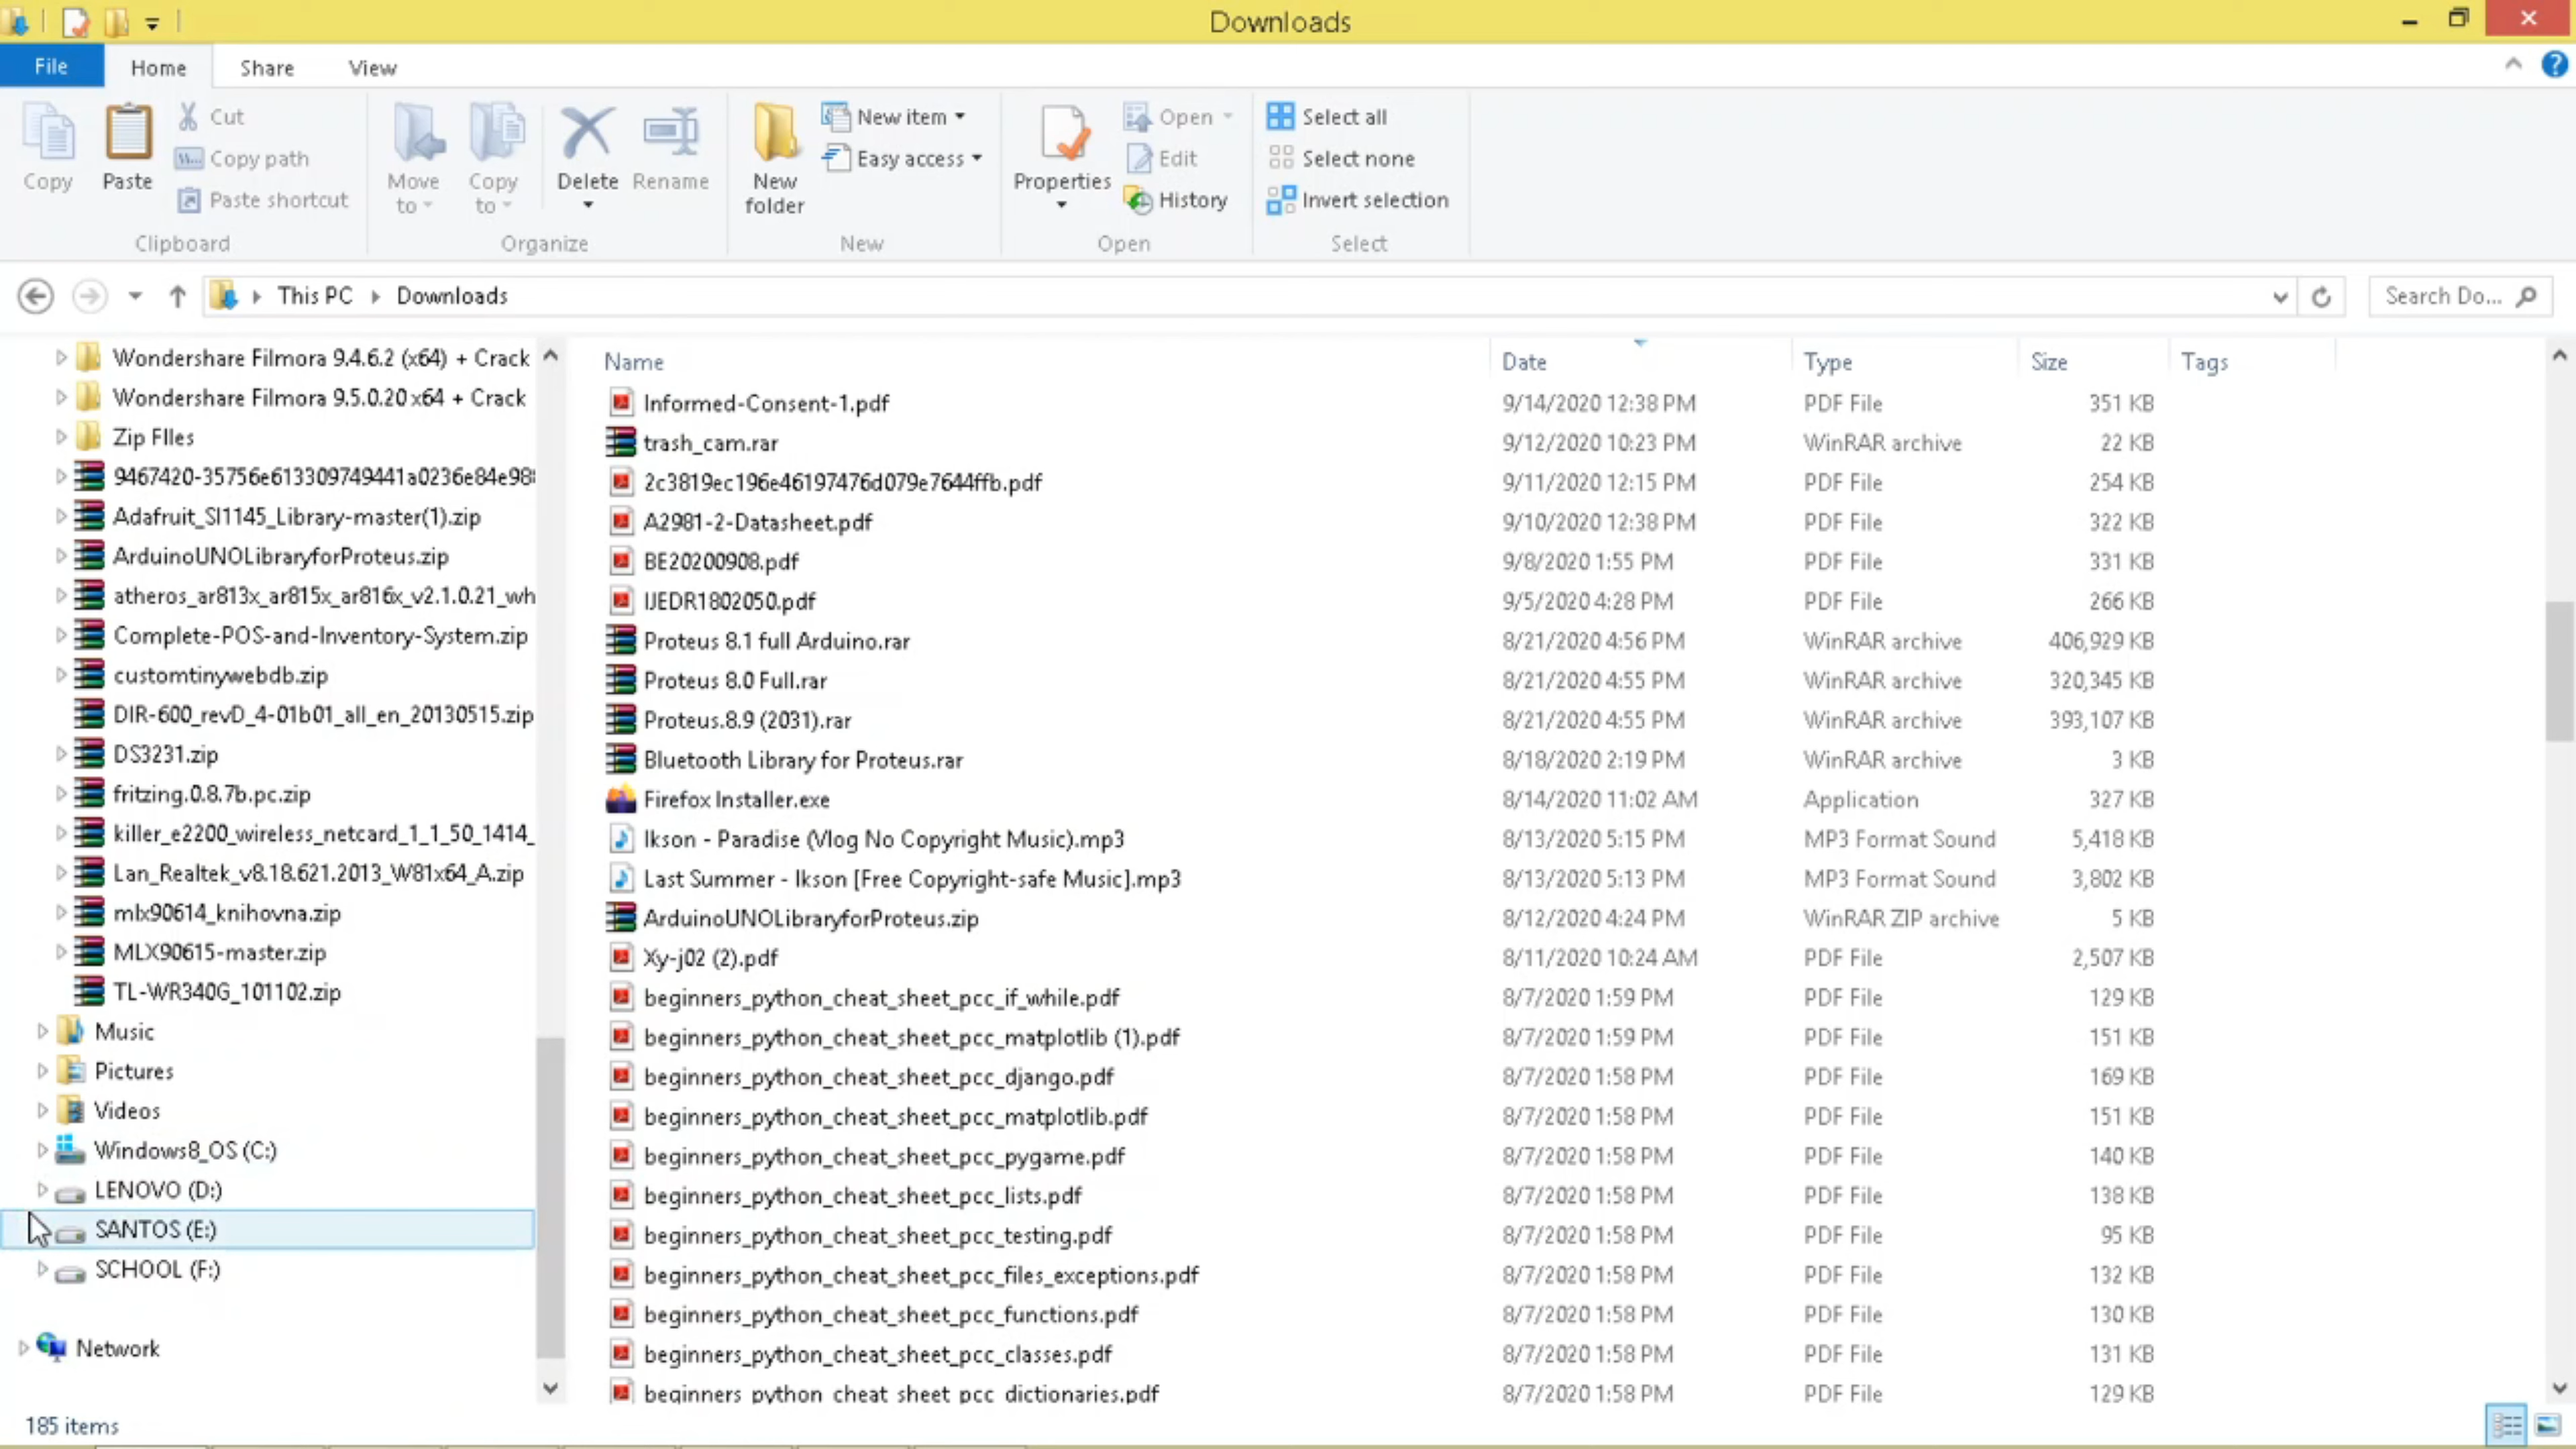 Downloads
File Home Share View
Copy
Paste
Cut
Copy path
Paste shortcut
Clipboard
Move to
Copy to
Delete
Rename
Organize
New folder
New item
Easy access
New
Properties
Open
Edit
History
Open
Select all
Select none
Invert selection
Select
This PC Downloads
Search Do...
Wondershare Filmora 9.4.6.2 (x64) + Crack
Wondershare Filmora 9.5.0.20 x64 + Crack
Zip FIles
9467420-35756e613309749441a0236e84e98
Adafruit_SI1145_Library-master(1).zip
ArduinoUNOLibraryforProteus.zip
atheros_ar813x_ar815x_ar816x_v2.1.0.21_wh
Complete-POS-and-Inventory-System.zip
customtinywebdb.zip
DIR-600_revD_4-01b01_all_en_20130515.zip
DS3231.zip
fritzing.0.8.7b.pc.zip
killer_e2200_wireless_netcard_1_1_50_1414_
Lan_Realtek_v8.18.621.2013_W81x64_A.zip
mlx90614_knihovna.zip
MLX90615-master.zip
TL-WR340G_101102.zip
Music
Pictures
Videos
Windows8_OS (C:)
LENOVO (D:)
SANTOS (E:)
SCHOOL (F:)
Network
Name Date Type Size Tags
Informed-Consent-1.pdf 9/14/2020 12:38 PM PDF File 351 KB
trash_cam.rar 9/12/2020 10:23 PM WinRAR archive 22 KB
2c3819ec196e46197476d079e7644ffb.pdf 9/11/2020 12:15 PM PDF File 254 KB
A2981-2-Datasheet.pdf 9/10/2020 12:38 PM PDF File 322 KB
BE20200908.pdf 9/8/2020 1:55 PM PDF File 331 KB
IJEDR1802050.pdf 9/5/2020 4:28 PM PDF File 266 KB
Proteus 8.1 full Arduino.rar 8/21/2020 4:56 PM WinRAR archive 406,929 KB
Proteus 8.0 Full.rar 8/21/2020 4:55 PM WinRAR archive 320,345 KB
Proteus.8.9 (2031).rar 8/21/2020 4:55 PM WinRAR archive 393,107 KB
Bluetooth Library for Proteus.rar 8/18/2020 2:19 PM WinRAR archive 3 KB
Firefox Installer.exe 8/14/2020 11:02 AM Application 327 KB
Ikson - Paradise (Vlog No Copyright Music).mp3 8/13/2020 5:15 PM MP3 Format Sound 5,418 KB
Last Summer - Ikson [Free Copyright-safe Music].mp3 8/13/2020 5:13 PM MP3 Format Sound 3,802 KB
ArduinoUNOLibraryforProteus.zip 8/12/2020 4:24 PM WinRAR ZIP archive 5 KB
Xy-j02 (2).pdf 8/11/2020 10:24 AM PDF File 2,507 KB
beginners_python_cheat_sheet_pcc_if_while.pdf 8/7/2020 1:59 PM PDF File 129 KB
beginners_python_cheat_sheet_pcc_matplotlib (1).pdf 8/7/2020 1:59 PM PDF File 151 KB
beginners_python_cheat_sheet_pcc_django.pdf 8/7/2020 1:58 PM PDF File 169 KB
beginners_python_cheat_sheet_pcc_matplotlib.pdf 8/7/2020 1:58 PM PDF File 151 KB
beginners_python_cheat_sheet_pcc_pygame.pdf 8/7/2020 1:58 PM PDF File 140 KB
beginners_python_cheat_sheet_pcc_lists.pdf 8/7/2020 1:58 PM PDF File 138 KB
beginners_python_cheat_sheet_pcc_testing.pdf 8/7/2020 1:58 PM PDF File 95 KB
beginners_python_cheat_sheet_pcc_files_exceptions.pdf 8/7/2020 1:58 PM PDF File 132 KB
beginners_python_cheat_sheet_pcc_functions.pdf 8/7/2020 1:58 PM PDF File 130 KB
beginners_python_cheat_sheet_pcc_classes.pdf 8/7/2020 1:58 PM PDF File 131 KB
beginners_python_cheat_sheet_pcc_dictionaries.pdf 8/7/2020 1:58 PM PDF File 129 KB
185 items